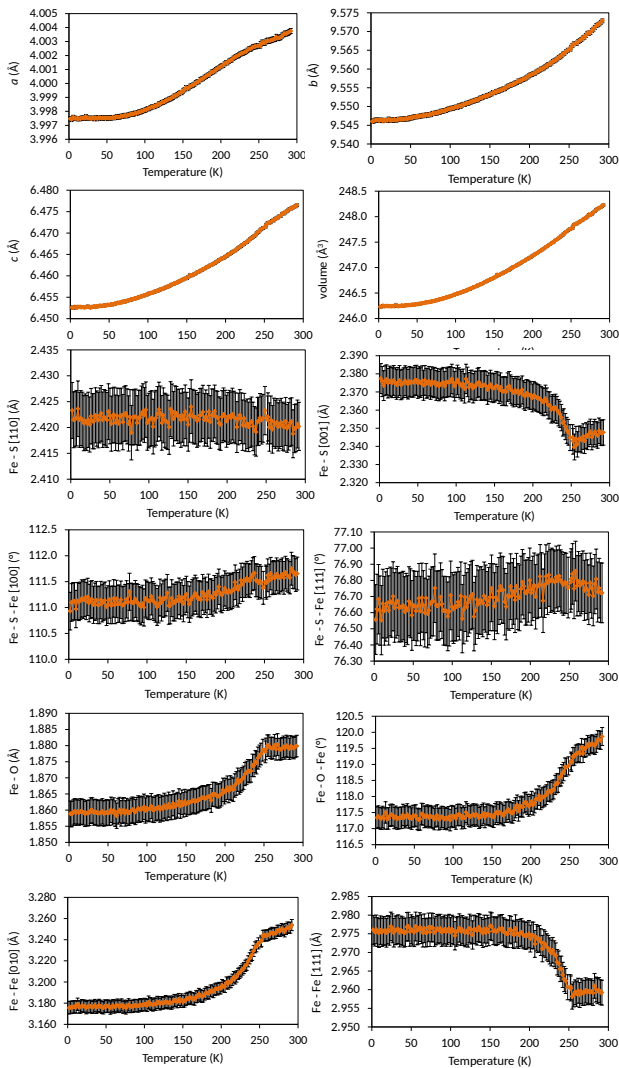 4.005
4.004
4.003
4.002
4.001
4.000
3.999
3.998
3.997
3.996
a (Å)
0 50 100 150 200 250 300
Temperature (K)
9.575
9.570
9.565
9.560
9.555
9.550
9.545
9.540
b (Å)
0 50 100 150 200 250 300
Temperature (K)
6.480
6.475
6.470
6.465
6.460
6.455
6.450
c (Å)
0 50 100 150 200 250 300
Temperature (K)
248.5
248.0
247.5
247.0
246.5
246.0
volume (Å³)
0 50 100 150 200 250 300
2.435
2.430
2.425
2.420
2.415
2.410
Fe - S [110] (Å)
0 50 100 150 200 250 300
Temperature (K)
2.390
2.380
2.370
2.360
2.350
2.340
2.330
2.320
Fe - S [001] (Å)
0 50 100 150 200 250 300
Temperature (K)
112.5
112.0
111.5
111.0
110.5
110.0
Fe - S - Fe [100] (°)
0 50 100 150 200 250 300
Temperature (K)
77.10
77.00
76.90
76.80
76.70
76.60
76.50
76.40
76.30
Fe - S - Fe [111] (°)
0 50 100 150 200 250 300
Temperature (K)
1.890
1.885
1.880
1.875
1.870
1.865
1.860
1.855
1.850
Fe - O (Å)
0 50 100 150 200 250 300
Temperature (K)
120.5
120.0
119.5
119.0
118.5
118.0
117.5
117.0
116.5
Fe - O - Fe (°)
0 50 100 150 200 250 300
Temperature (K)
3.280
3.260
3.240
3.220
3.200
3.180
3.160
Fe - Fe [010] (Å)
0 50 100 150 200 250 300
Temperature (K)
2.985
2.980
2.975
2.970
2.965
2.960
2.955
2.950
Fe - Fe [111] (Å)
0 50 100 150 200 250 300
Temperature (K)